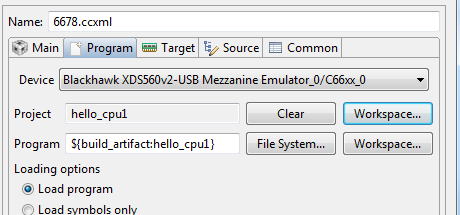 Name: 6678.ccxml
Main Program Target Source Common
Device Blackhawk XDS560v2-USB Mezzanine Emulator_0/C66xx_0
Project hello_cpu1 Clear Workspace...
Program ${build_artifact:hello_cpu1} File System... Workspace...
Loading options
Load program
Load symbols only